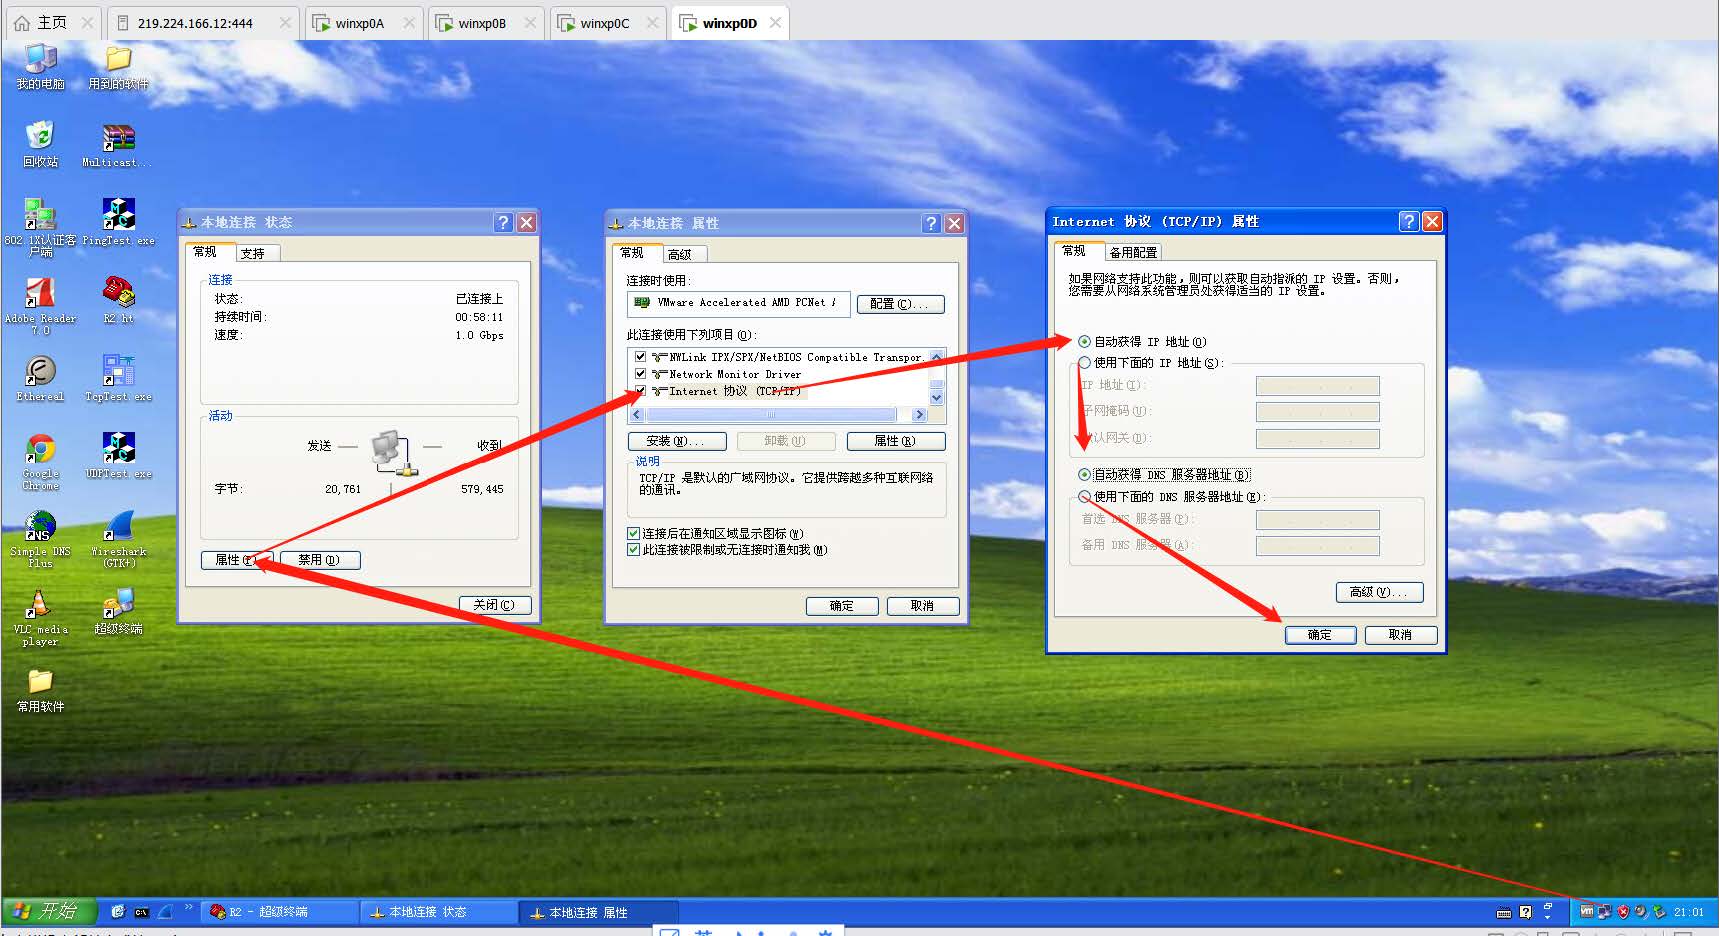 主页
219.224.166.12:444
winxp0A
winxp0B
winxp0C
winxp0D
我的电脑
用到的软件
回收站
Multicast...
802.1X认证客
户端
PingTest.exe
Adobe Reader
7.0
R2.ht
Ethereal
TcpTest.exe
Google
Chrome
UDPTest.exe
Simple DNS
Plus
Wireshark
(GTK+)
VLC media
player
超级终端
常用软件
本地连接 状态
常规
支持
连接
状态:
已连接上
持续时间:
00:58:11
速度:
1.0 Gbps
活动
发送
收到
字节:
20,761
579,445
属性(P)
禁用(D)
关闭(C)
本地连接 属性
常规
高级
连接时使用:
VMware Accelerated AMD PCNet A
配置(C)...
此连接使用下列项目(O):
NWLink IPX/SPX/NetBIOS Compatible Transpor.
Network Monitor Driver
Internet 协议 (TCP/IP)
安装(N)...
卸载(U)
属性(R)
说明
TCP/IP 是默认的广域网协议。它提供跨越多种互联网络
的通讯。
连接后在通知区域显示图标(W)
此连接被限制或无连接时通知我(M)
确定
取消
Internet 协议 (TCP/IP) 属性
常规
备用配置
如果网络支持此功能，则可以获取自动指派的 IP 设置。否则，
您需要从网络系统管理员处获得适当的 IP 设置。
自动获得 IP 地址(O)
使用下面的 IP 地址(S):
IP 地址(I):
子网掩码(U):
默认网关(D):
自动获得 DNS 服务器地址(B)
使用下面的 DNS 服务器地址(E):
首选 DNS 服务器(P):
备用 DNS 服务器(A):
高级(V)...
确定
取消
开始
R2 - 超级终端
本地连接 状态
本地连接 属性
21:01